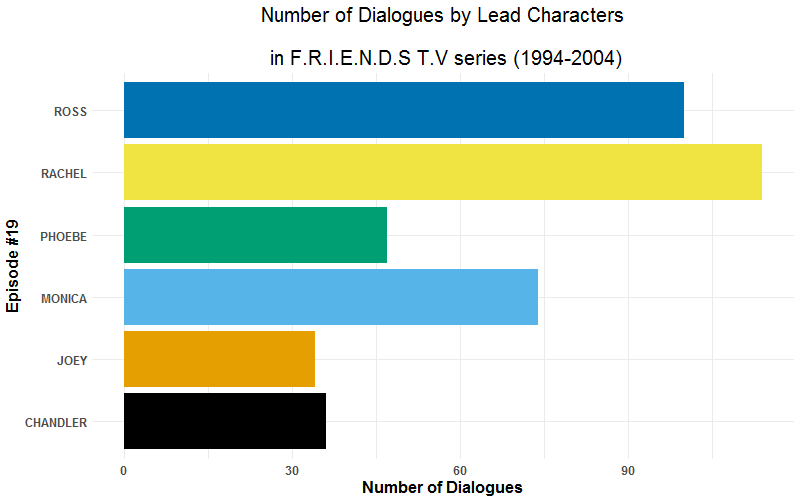 Number of Dialogues by Lead Characters
in F.R.I.E.N.D.S T.V series (1994-2004)
Episode #19
ROSS
RACHEL
PHOEBE
MONICA
JOEY
CHANDLER
0 30 60 90
Number of Dialogues